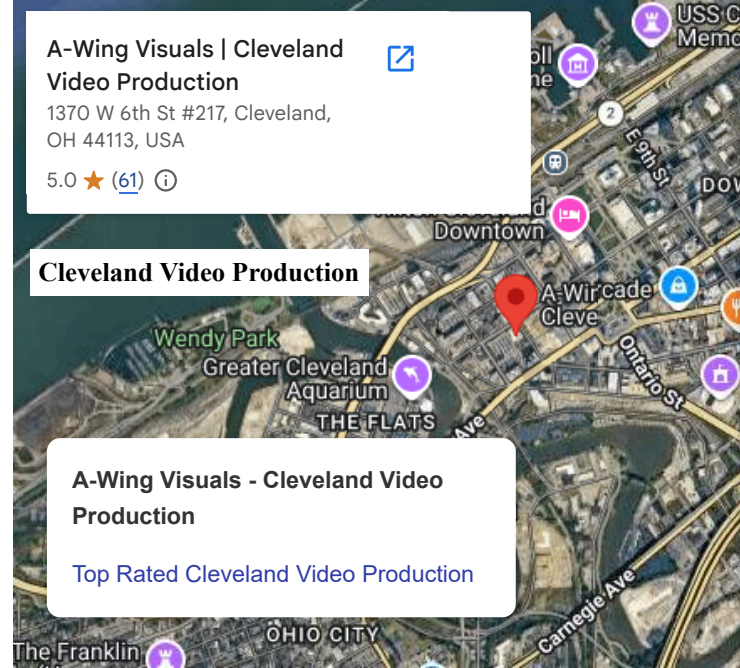 A-Wing Visuals | Cleveland
Video Production
1370 W 6th St #217, Cleveland,
OH 44113, USA
5.0 ★ (61)
USS C
Memo
2
E 9th St
DOW
Downtown
Cleveland Video Production
A-Wi
cade
Cleve
Wendy Park
Greater Cleveland
Aquarium
Ontario St
THE FLATS
Ave
A-Wing Visuals - Cleveland Video
Production
Top Rated Cleveland Video Production
Carnegie Ave
OHIO CITY
The Franklin